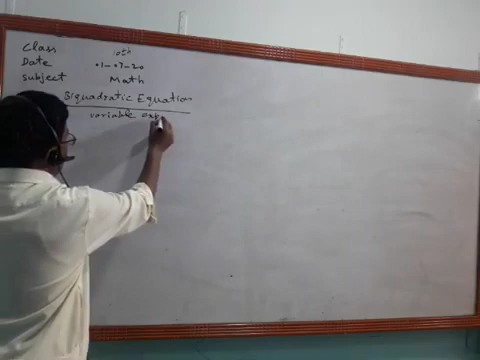 Class 10th
Date 01-07-20
Subject Math
Biquadratic Equation
variable